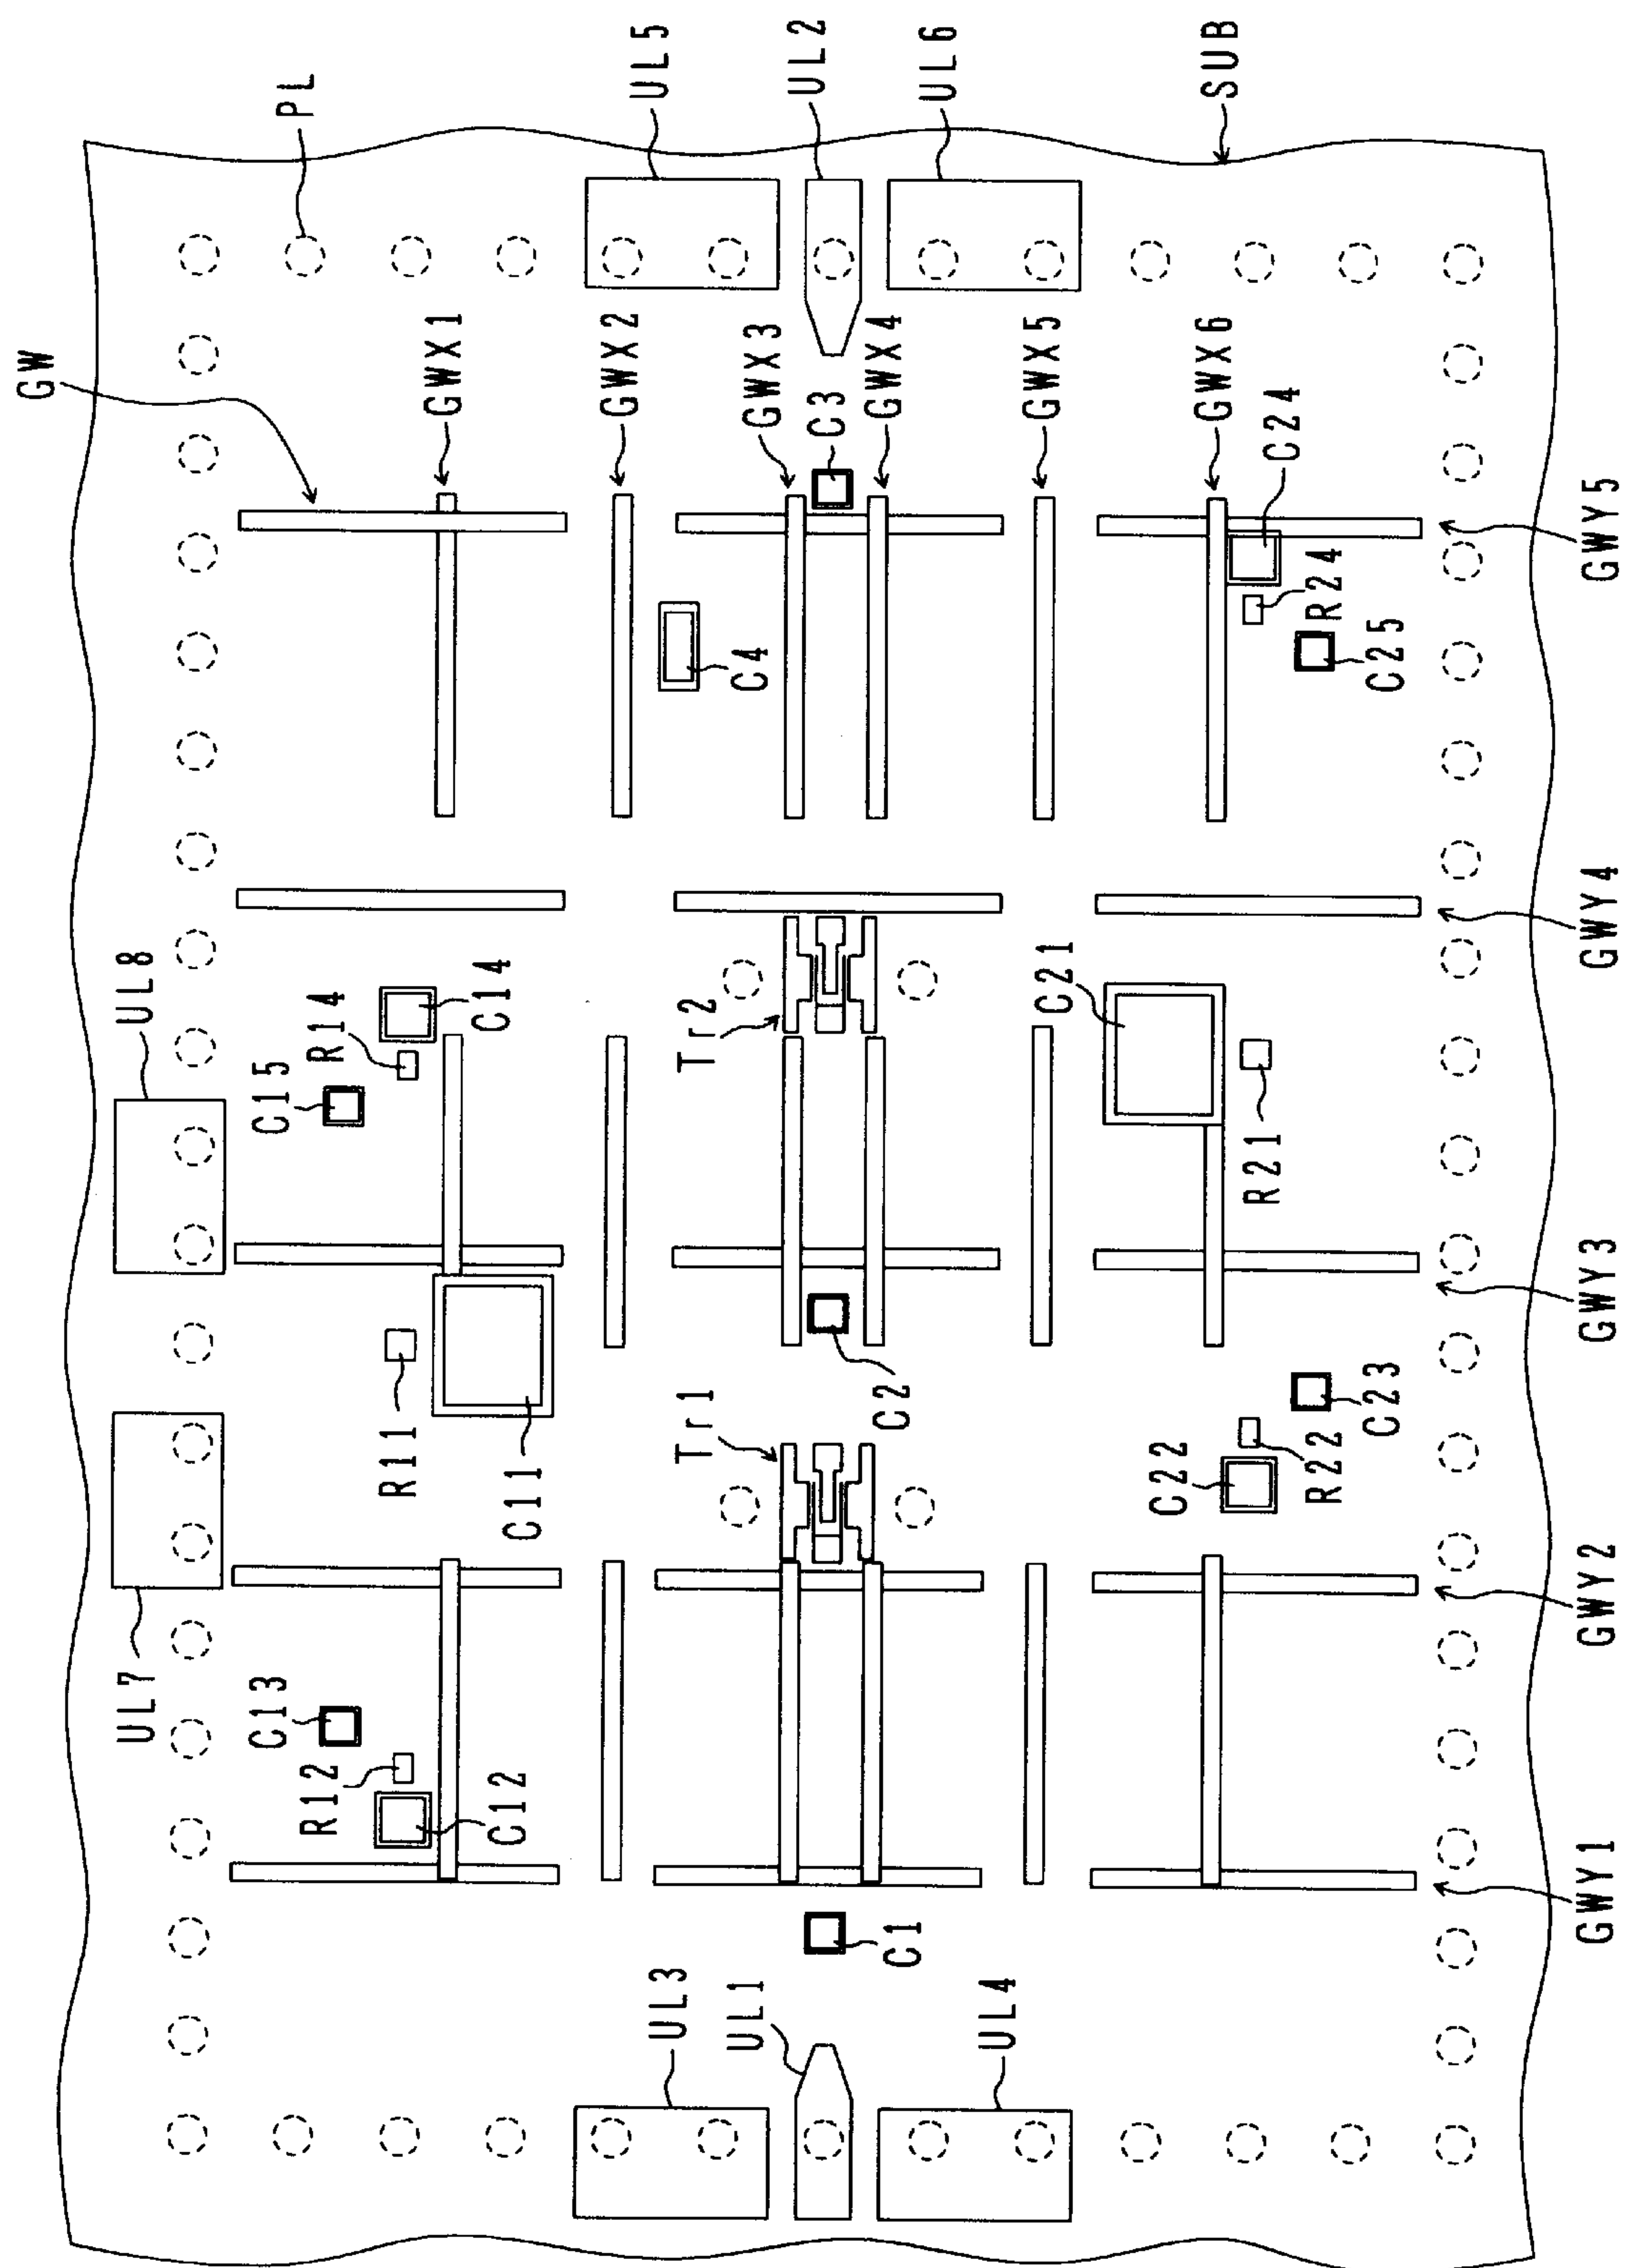 GW
PL
UL5
UL2
UL6
SUB
GWX1
GWX2
GWX3
C3
GWX4
GWX5
GWX6
C24
R24
C25
GWY5
C4
UL8
C15
R14
C14
Tr2
C21
R21
GWY4
GWY3
R11
C11
Tr1
C2
C22
R22
C23
GWY2
UL7
C13
R12
C12
C1
GWY1
UL3
UL1
UL4